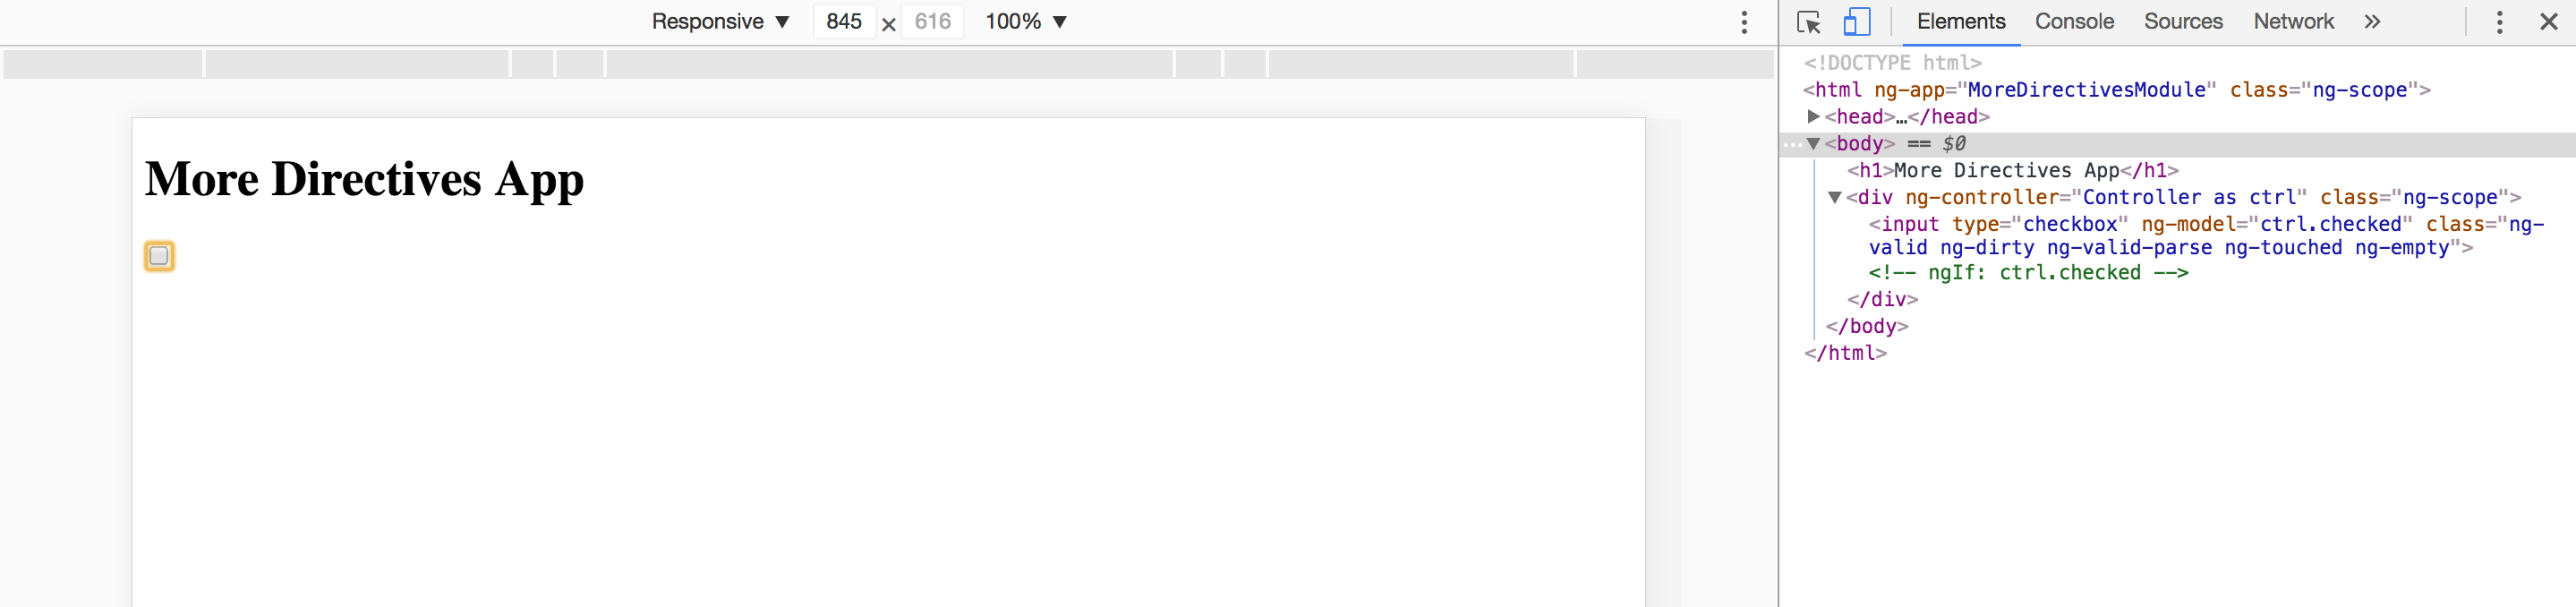 Responsive ▼ 845 × 616 100% ▼
Elements Console Sources Network »
More Directives App
<!DOCTYPE html>
<html ng-app="MoreDirectivesModule" class="ng-scope">
▶<head>…</head>
…▼<body> == $0
<h1>More Directives App</h1>
▼<div ng-controller="Controller as ctrl" class="ng-scope">
<input type="checkbox" ng-model="ctrl.checked" class="ng-
valid ng-dirty ng-valid-parse ng-touched ng-empty">
<!-- ngIf: ctrl.checked -->
</div>
</body>
</html>